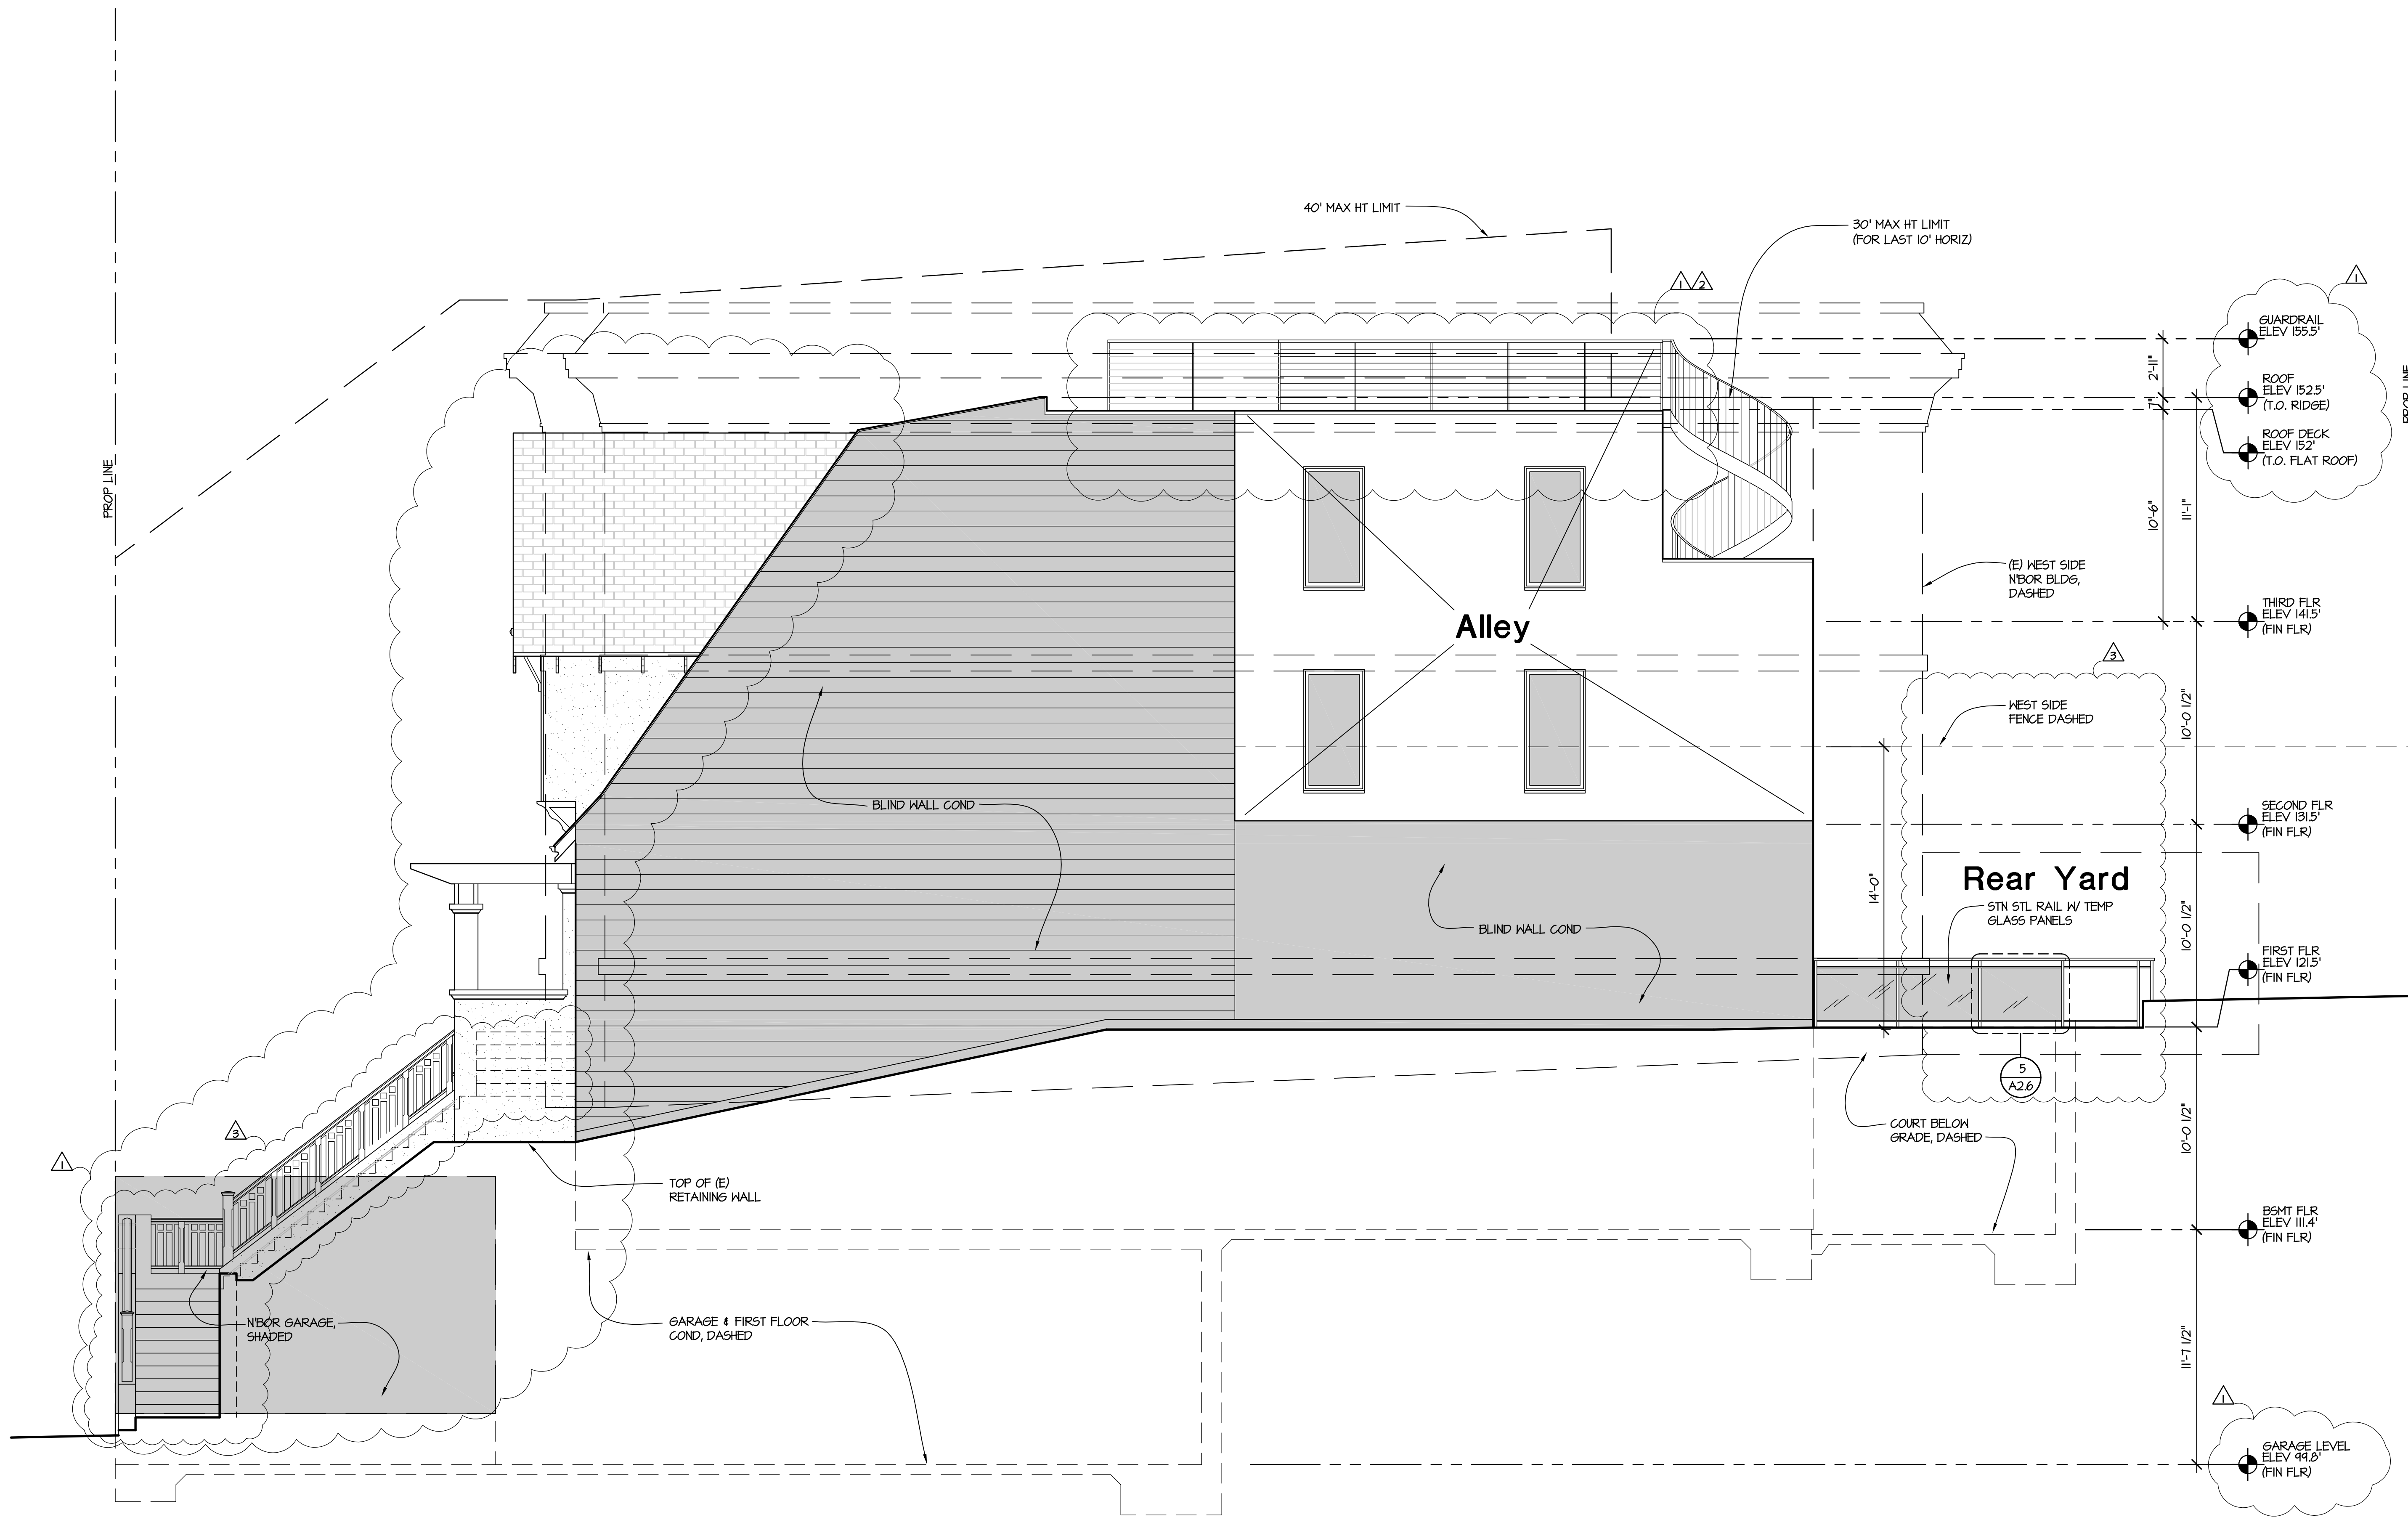 40' MAX HT LIMIT
30' MAX HT LIMIT
(FOR LAST 10' HORIZ)
1
2
1
GUARDRAIL
ELEV 155.5'
2'-11"
ROOF
ELEV 152.5'
(T.O. RIDGE)
7"
ROOF DECK
ELEV 152'
(T.O. FLAT ROOF)
PROP LINE
PROP LINE
10'-6"
11'-1"
(E) WEST SIDE
N'BOR BLDG,
DASHED
THIRD FLR
ELEV 141.5'
(FIN FLR)
Alley
3
WEST SIDE
FENCE DASHED
10'-0 1/2"
BLIND WALL COND
SECOND FLR
ELEV 131.5'
(FIN FLR)
14'-0"
Rear Yard
STN STL RAIL W/ TEMP
GLASS PANELS
10'-0 1/2"
BLIND WALL COND
FIRST FLR
ELEV 121.5'
(FIN FLR)
5
A2.6
COURT BELOW
GRADE, DASHED
10'-0 1/2"
3
1
TOP OF (E)
RETAINING WALL
BSMT FLR
ELEV 111.4'
(FIN FLR)
N'BOR GARAGE,
SHADED
GARAGE & FIRST FLOOR
COND, DASHED
11'-7 1/2"
1
GARAGE LEVEL
ELEV 99.8'
(FIN FLR)